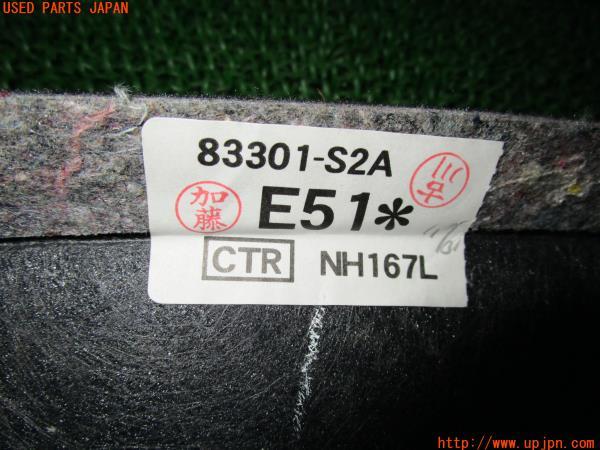 USED PARTS JAPAN
83301-S2A
加藤
E51*
CTR NH167L
http://www.upjpn.com/